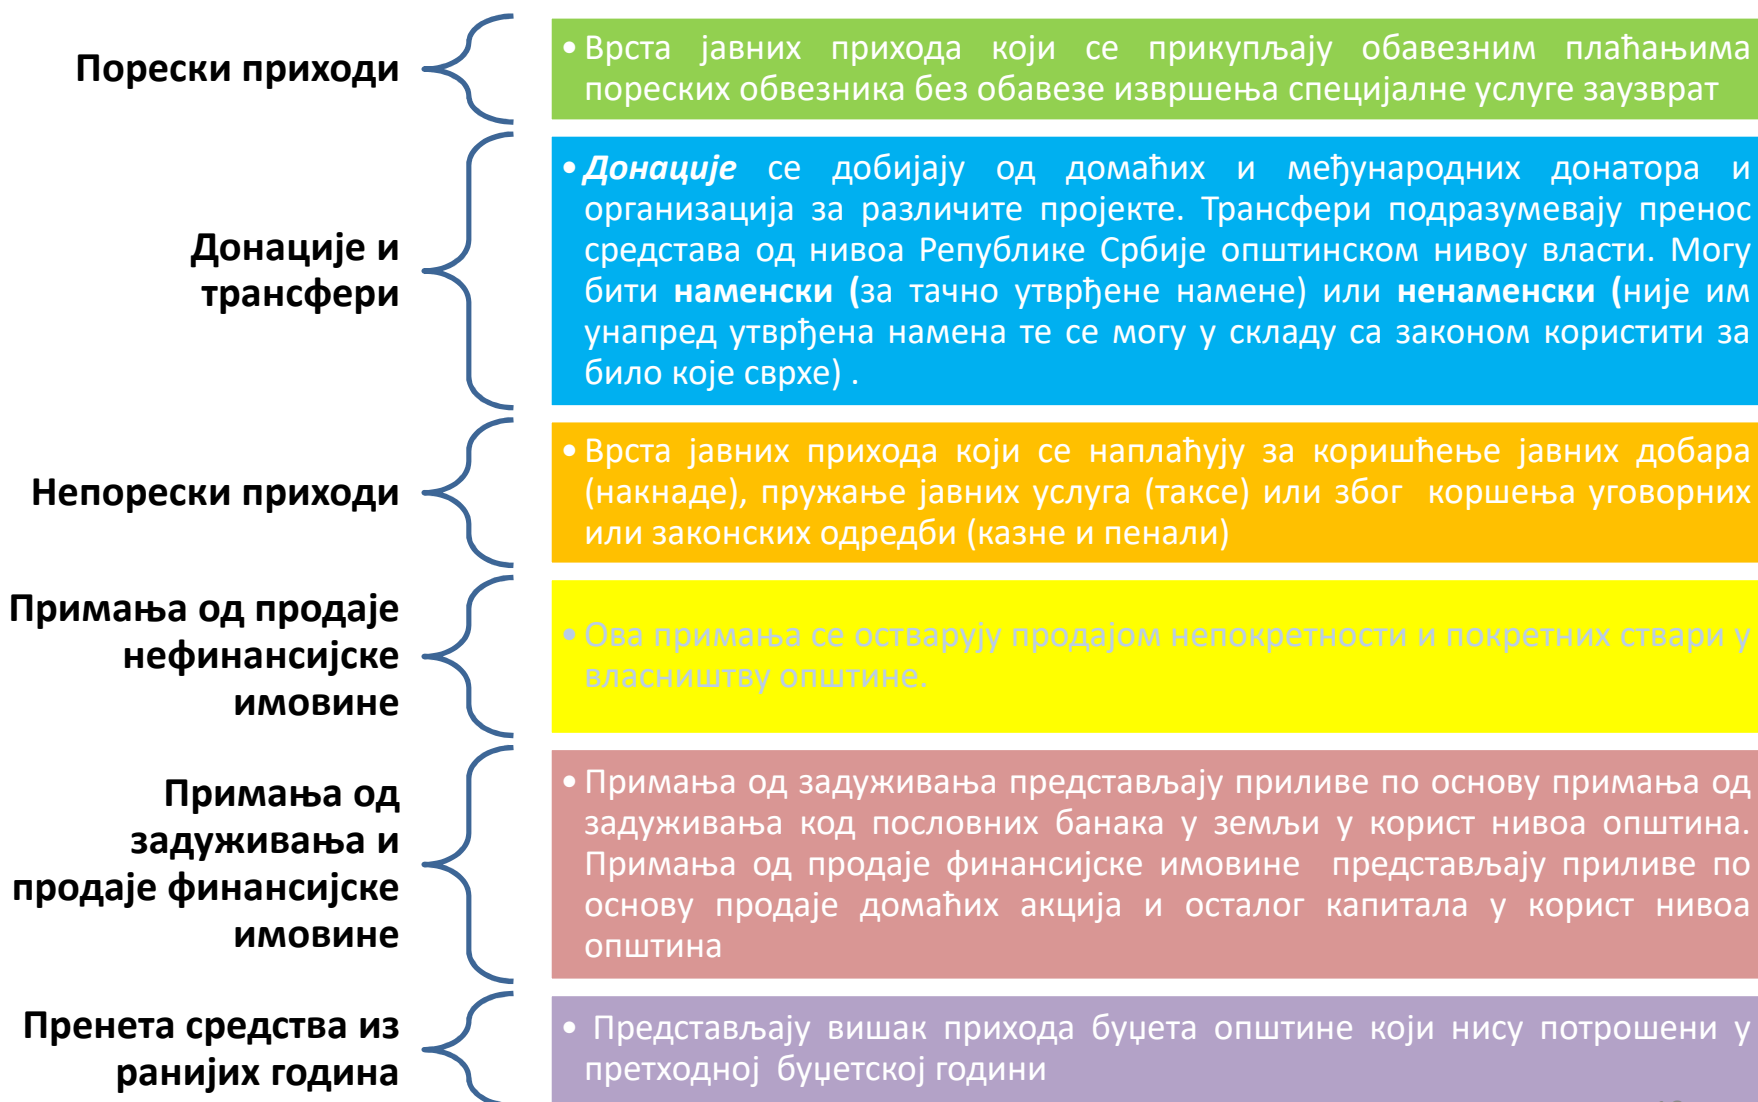 Порески приходи
• Врста јавних прихода који се прикупљају обавезним плаћањима
пореских обвезника без обавезе извршења специјалне услуге заузврат
Донације и
трансфери
• Донације се добијају од домаћих и међународних донатора и
организација за различите пројекте. Трансфери подразумевају пренос
средстава од нивоа Републике Србије општинском нивоу власти. Могу
бити наменски (за тачно утврђене намене) или ненаменски (није им
унапред утврђена намена те се могу у складу са законом користити за
било које сврхе) .
Непорески приходи
• Врста јавних прихода који се наплаћују за коришћење јавних добара
(накнаде), пружање јавних услуга (таксе) или због коршења уговорних
или законских одредби (казне и пенали)
Примања од продаје
нефинансијске
имовине
• Ова примања се остварују продајом непокретности и покретних ствари у
власништву општине.
Примања од
задуживања и
продаје финансијске
имовине
• Примања од задуживања представљају приливе по основу примања од
задуживања код пословних банака у земљи у корист нивоа општина.
Примања од продаје финансијске имовине представљају приливе по
основу продаје домаћих акција и осталог капитала у корист нивоа
општина
Пренета средства из
ранијих година
• Представљају вишак прихода буџета општине који нису потрошени у
претходној буџетској години